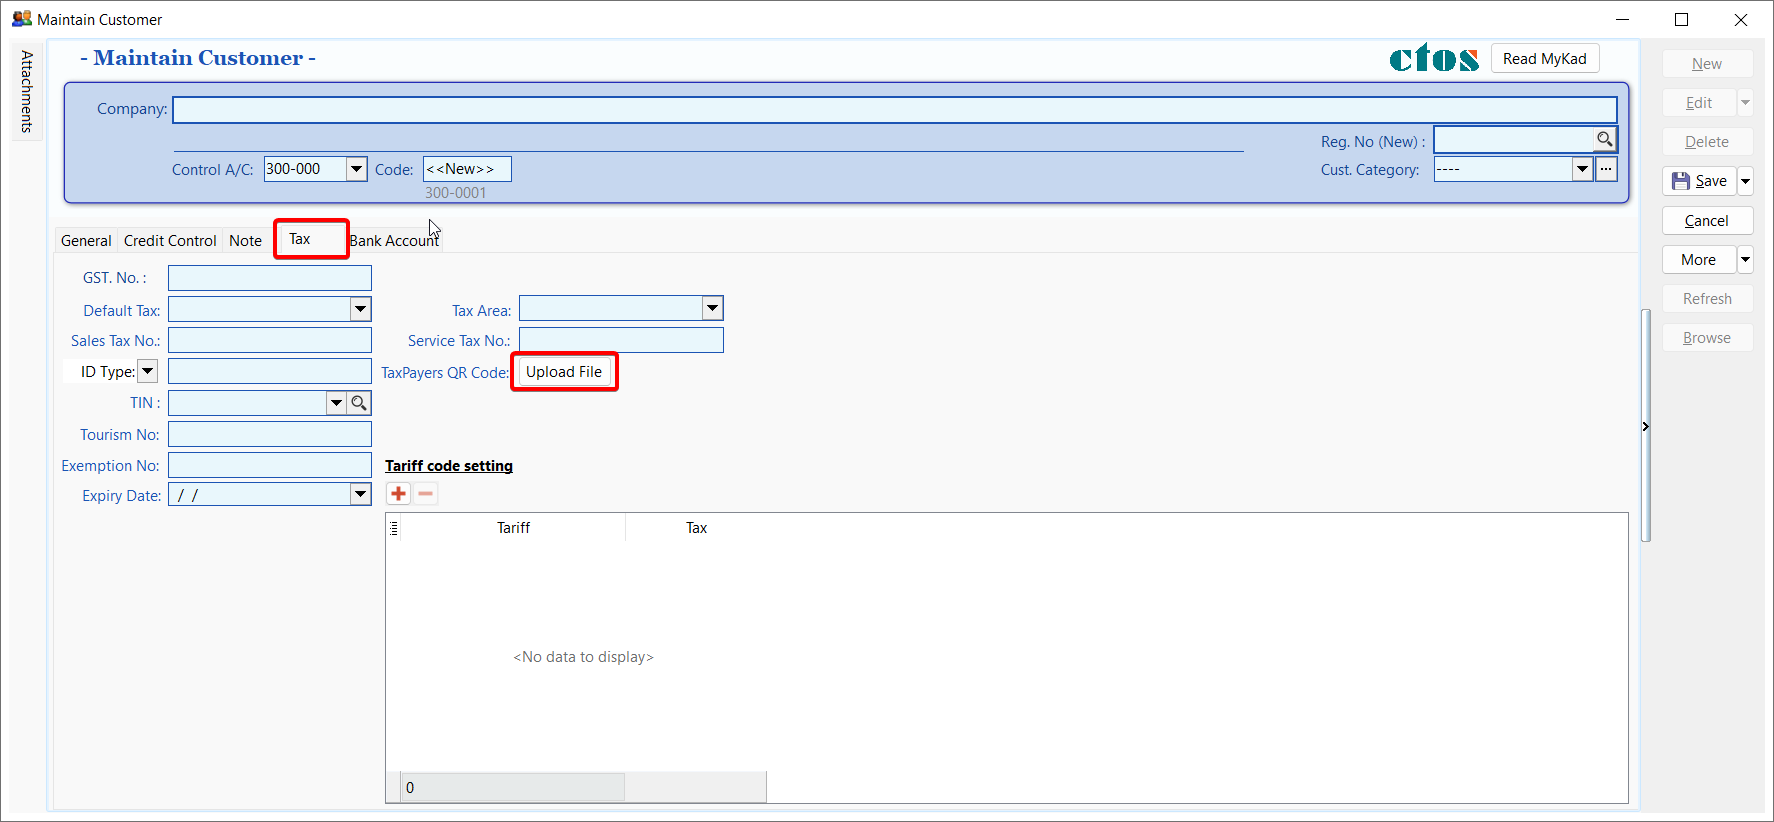 Maintain Customer
Attachments
- Maintain Customer -
ctos
Read MyKad
Company:
Reg. No (New) :
Control A/C: 300-000 Code: <<New>>
Cust. Category: ----
300-0001
General Credit Control Note Tax Bank Account
GST. No. :
Default Tax:
Tax Area:
Sales Tax No.:
Service Tax No.:
ID Type:
TaxPayers QR Code: Upload File
TIN :
Tourism No:
Exemption No:
Expiry Date: / /
Tariff code setting
Tariff Tax
<No data to display>
0
New
Edit
Delete
Save
Cancel
More
Refresh
Browse